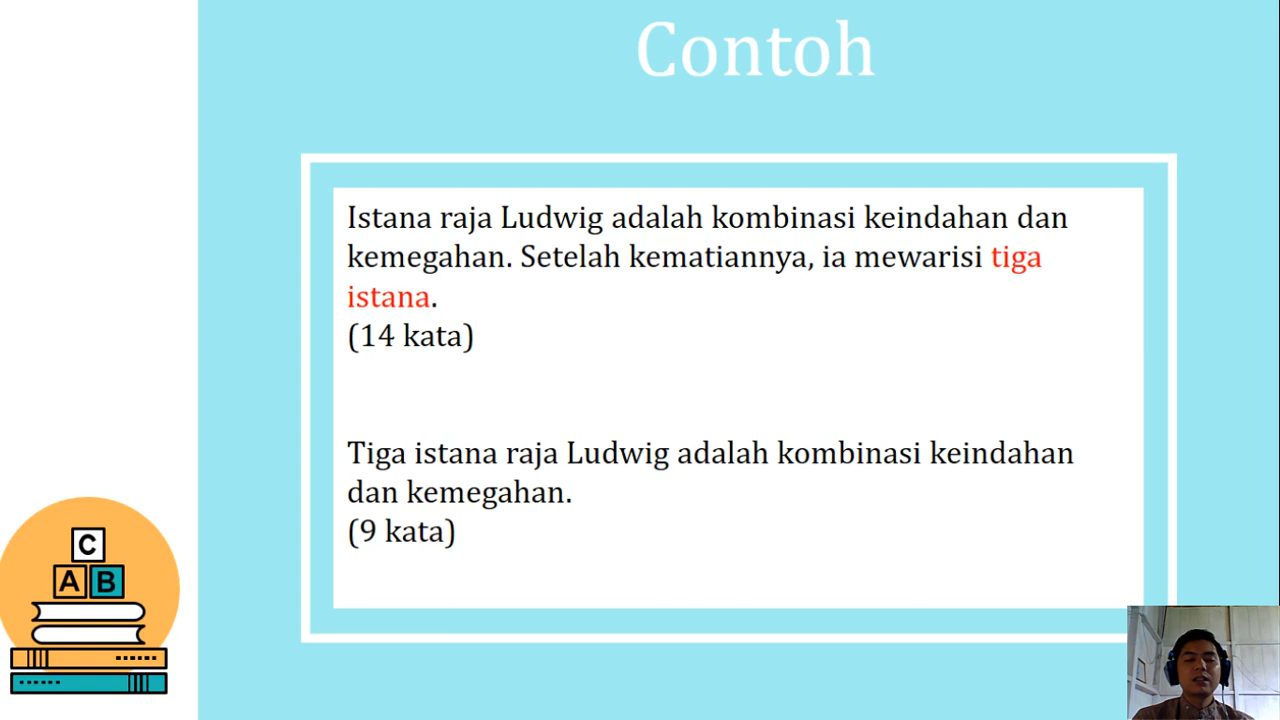 Contoh
Istana raja Ludwig adalah kombinasi keindahan dan
kemegahan. Setelah kematiannya, ia mewarisi tiga
istana.
(14 kata)
Tiga istana raja Ludwig adalah kombinasi keindahan
dan kemegahan.
(9 kata)
C
A B